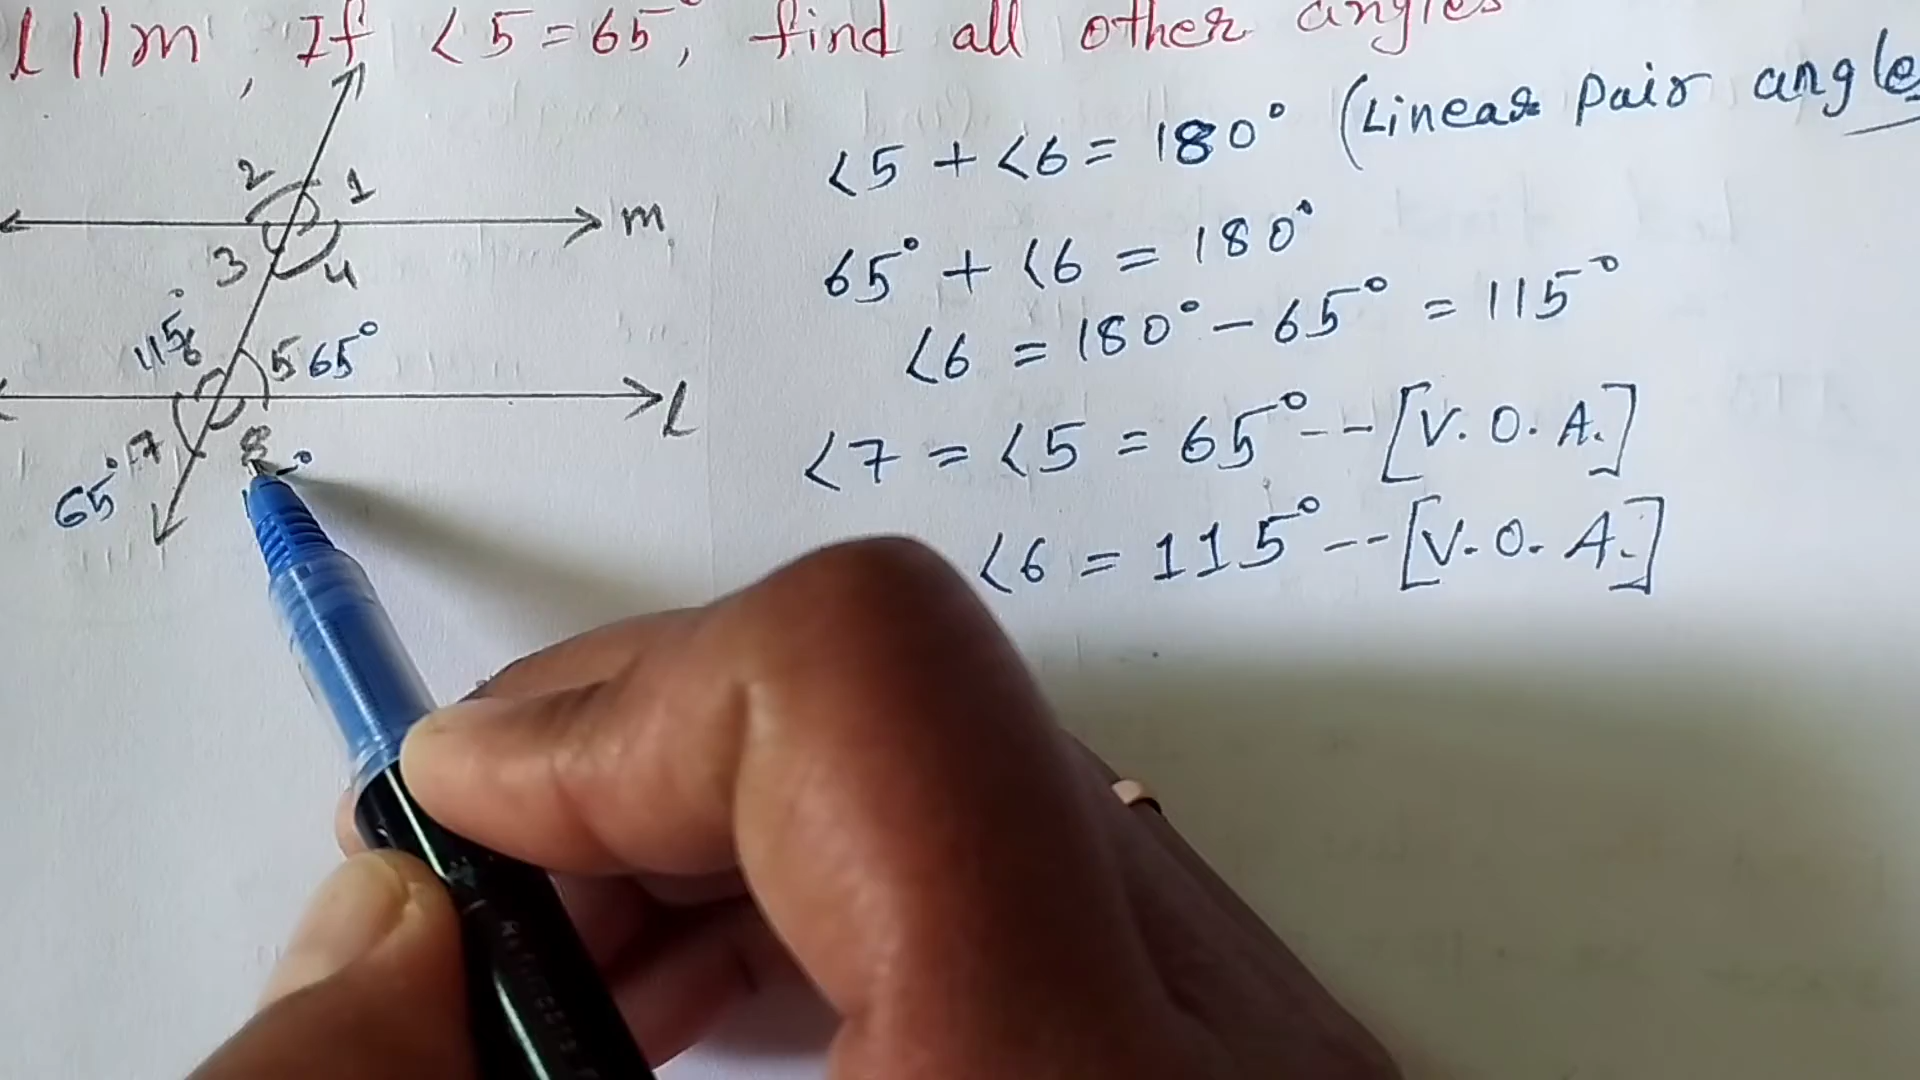 l || m, If <5 = 65°, find all other angles
<5 + <6 = 180° (Linear pair angles
65° + <6 = 180°
<6 = 180° - 65° = 115°
<7 = <5 = 65° -- [V. O. A.]
<6 = 115° -- [V. O. A.]
2 1
m
3 4
115° 6 5 65°
l
65° 7 8